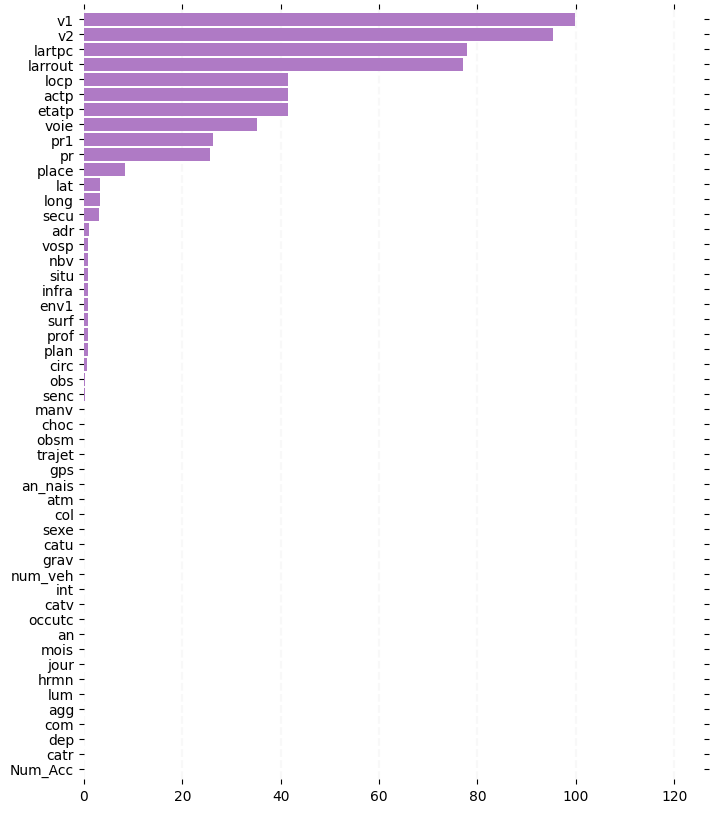 v1
v2
lartpc
larrout
locp
actp
etatp
voie
pr1
pr
place
lat
long
secu
adr
vosp
nbv
situ
infra
env1
surf
prof
plan
circ
obs
senc
manv
choc
obsm
trajet
gps
an_nais
atm
col
sexe
catu
grav
num_veh
int
catv
occutc
an
mois
jour
hrmn
lum
agg
com
dep
catr
Num_Acc
0 20 40 60 80 100 120